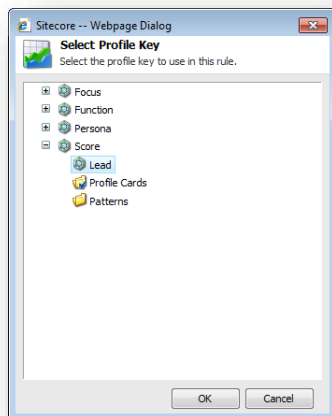 Sitecore -- Webpage Dialog
Select Profile Key
Select the profile key to use in this rule.
Focus
Function
Persona
Score
Lead
Profile Cards
Patterns
OK Cancel